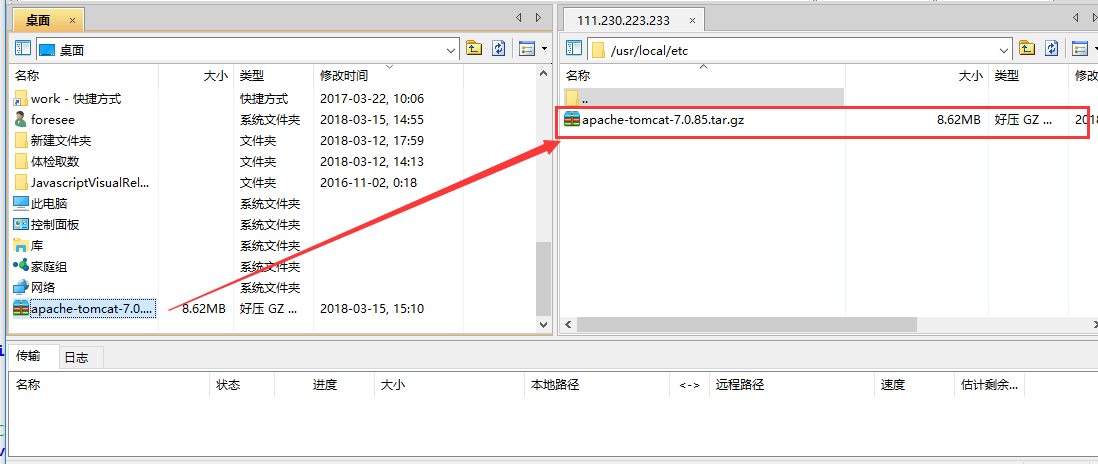 桌面 ×
桌面
名称 大小 类型 修改时间
work - 快捷方式 快捷方式 2017-03-22, 10:06
foresee 系统文件夹 2018-03-15, 14:55
新建文件夹 文件夹 2018-03-12, 17:59
体检取数 文件夹 2018-03-12, 14:13
JavascriptVisualRel... 文件夹 2016-11-02, 0:18
此电脑 系统文件夹
控制面板 系统文件夹
库 系统文件夹
家庭组 系统文件夹
网络 系统文件夹
apache-tomcat-7.0.... 8.62MB 好压 GZ ... 2018-03-15, 15:10
111.230.223.233 ×
/usr/local/etc
名称 大小 类型 修改
..
apache-tomcat-7.0.85.tar.gz 8.62MB 好压 GZ ... 2018
传输 日志
名称 状态 进度 大小 本地路径 <-> 远程路径 速度 估计剩余...